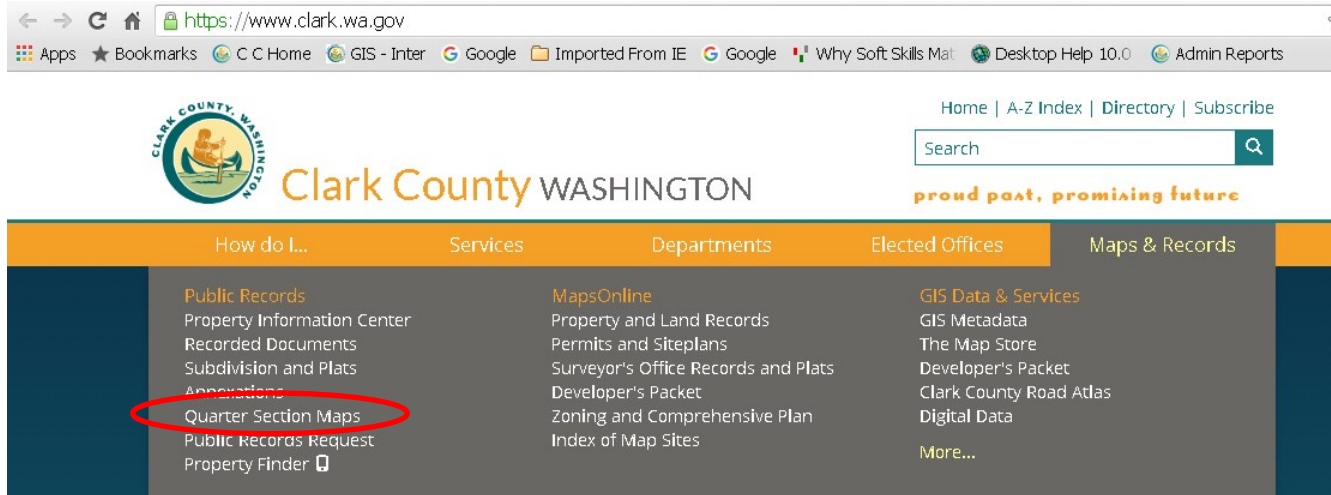 https://www.clark.wa.gov
Apps Bookmarks C C Home GIS - Inter Google Imported From IE Google Why Soft Skills Mat Desktop Help 10.0 Admin Reports
Home | A-Z Index | Directory | Subscribe
CLARK COUNTY, WASHINGTON
Search
Clark County WASHINGTON
proud past, promising future
How do I... Services Departments Elected Offices Maps & Records
Public Records
Property Information Center
Recorded Documents
Subdivision and Plats
Annexations
Quarter Section Maps
Public Records Request
Property Finder
MapsOnline
Property and Land Records
Permits and Siteplans
Surveyor's Office Records and Plats
Developer's Packet
Zoning and Comprehensive Plan
Index of Map Sites
GIS Data & Services
GIS Metadata
The Map Store
Developer's Packet
Clark County Road Atlas
Digital Data
More...